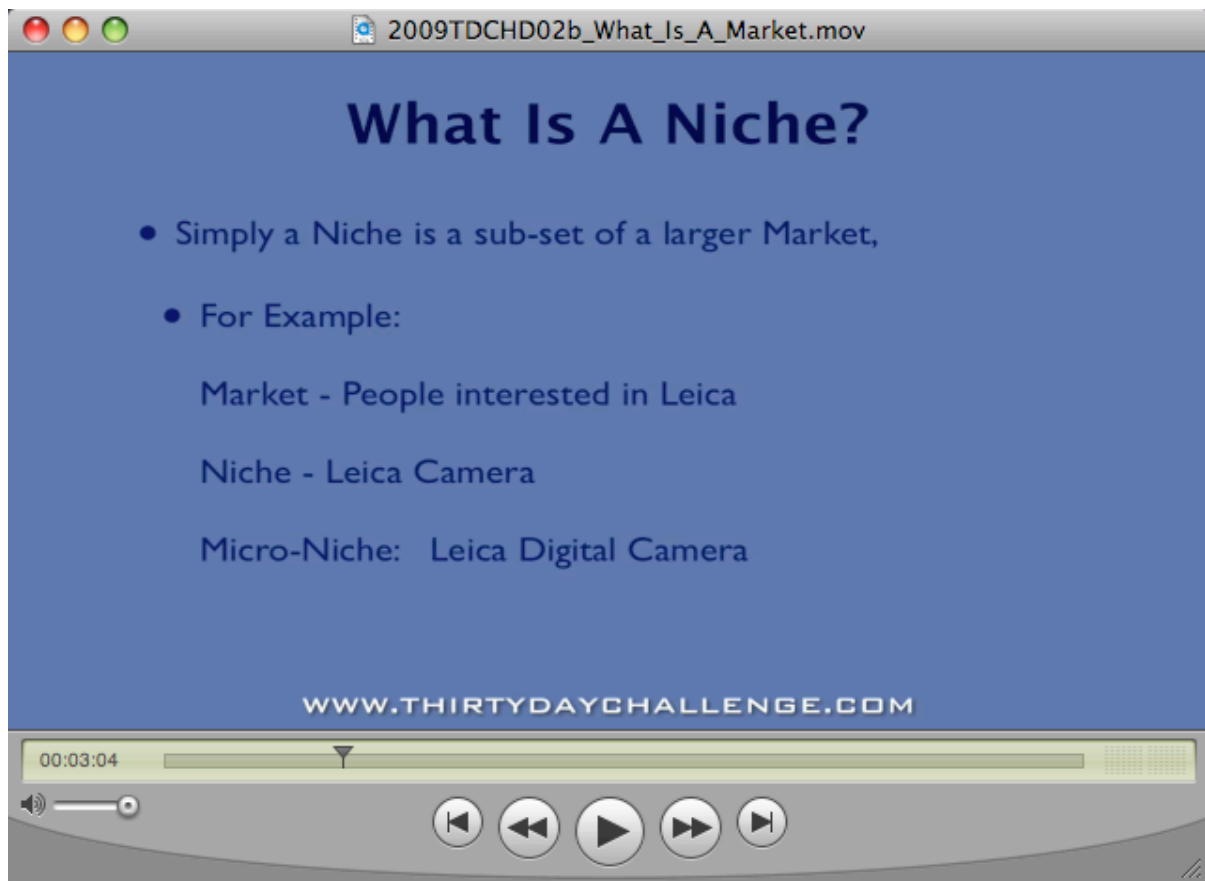 2009TDCHD02b_What_Is_A_Market.mov
What Is A Niche?
• Simply a Niche is a sub-set of a larger Market,
• For Example:
Market - People interested in Leica
Niche - Leica Camera
Micro-Niche: Leica Digital Camera
WWW.THIRTYDAYCHALLENGE.COM
00:03:04